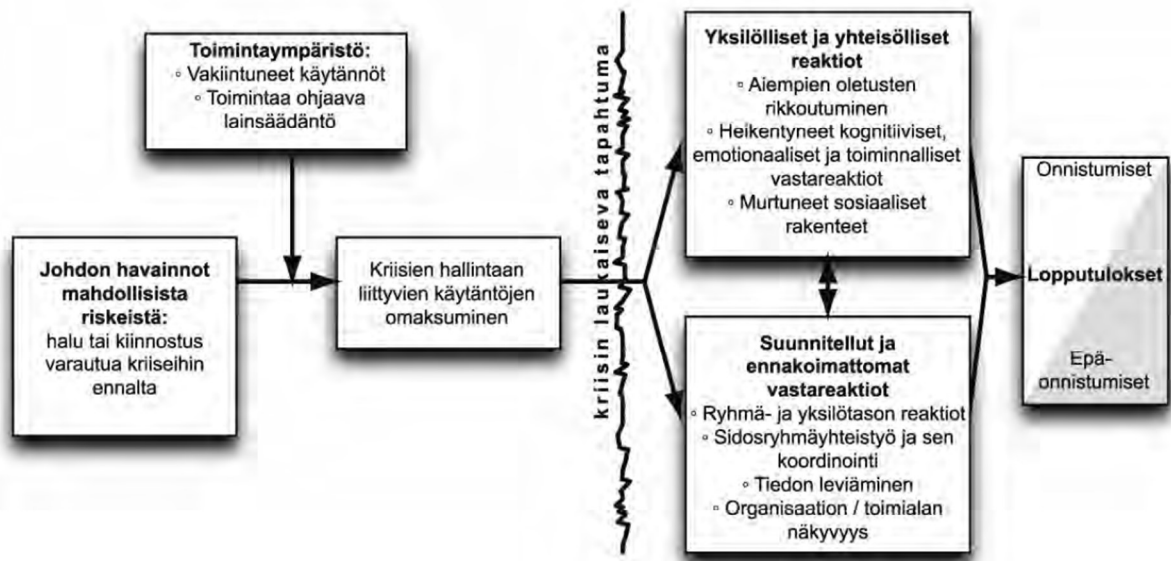 Toimintaympäristö:
◦ Vakiintuneet käytännöt
◦ Toimintaa ohjaava
lainsäädäntö
Johdon havainnot
mahdollisista
riskeistä:
halu tai kiinnostus
varautua kriiseihin
ennalta
Kriisien hallintaan
liittyvien käytäntöjen
omaksuminen
kriisin laukaiseva tapahtuma
Yksilölliset ja yhteisölliset
reaktiot
◦ Aiempien oletusten
rikkoutuminen
◦ Heikentyneet kognitiiviset,
emotionaaliset ja toiminnalliset
vastareaktiot
◦ Murtuneet sosiaaliset
rakenteet
Suunnitellut ja
ennakoimattomat
vastareaktiot
◦ Ryhmä- ja yksilötason reaktiot
◦ Sidosryhmäyhteistyö ja sen
koordinointi
◦ Tiedon leviäminen
◦ Organisaation / toimialan
näkyvyys
Onnistumiset
Lopputulokset
Epä-
onnistumiset